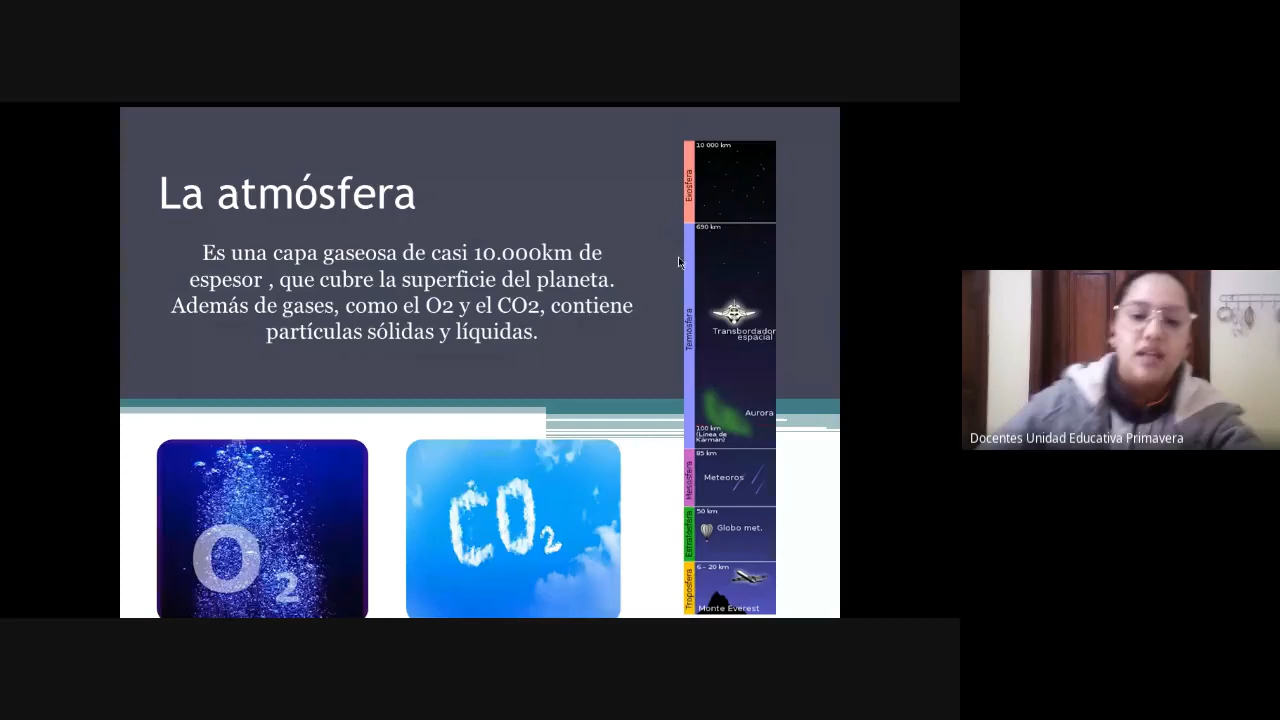 La atmósfera
Es una capa gaseosa de casi 10.000km de
espesor , que cubre la superficie del planeta.
Además de gases, como el O2 y el CO2, contiene
partículas sólidas y líquidas.
O2
CO2
10 000 km
Exosfera
690 km
Termosfera
Transbordador
espacial
Aurora
100 km
(Línea de
Karman)
85 km
Mesosfera
Meteoros
50 km
Estratosfera
Globo met.
6 - 20 km
Troposfera
Monte Everest
Docentes Unidad Educativa Primavera